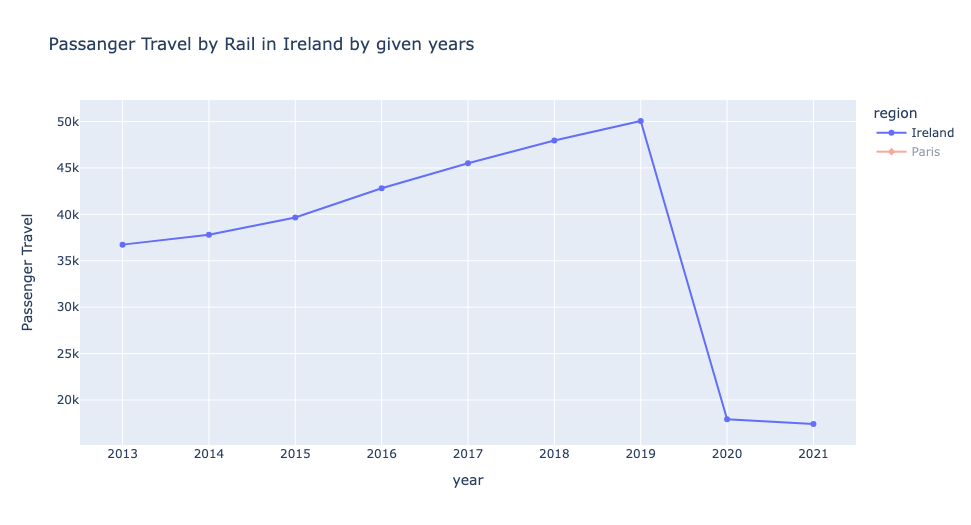 Passanger Travel by Rail in Ireland by given years
region
Ireland
Paris
50k
45k
40k
35k
30k
25k
20k
Passenger Travel
2013 2014 2015 2016 2017 2018 2019 2020 2021
year